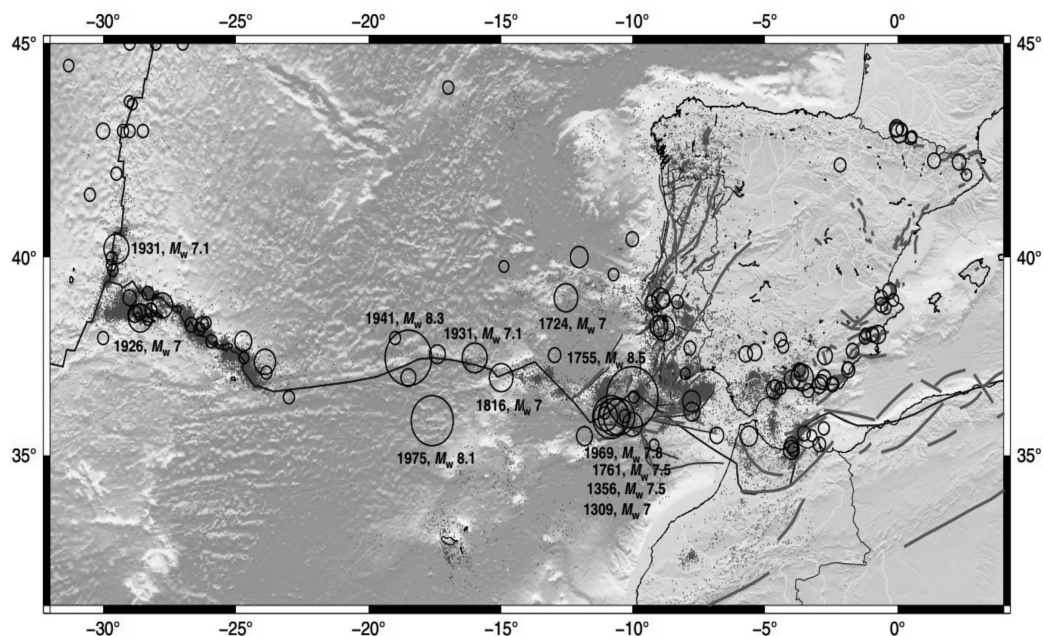 −30° −25° −20° −15° −10° −5° 0°
45° 45°
1931, Mw 7.1
40° 40°
1941, Mw 8.3
1931, Mw 7.1
1724, Mw 7
1926, Mw 7
1755, Mw 8.5
1816, Mw 7
1975, Mw 8.1
35° 35°
1969, Mw 7.8
1761, Mw 7.5
1356, Mw 7.5
1309, Mw 7
−30° −25° −20° −15° −10° −5° 0°